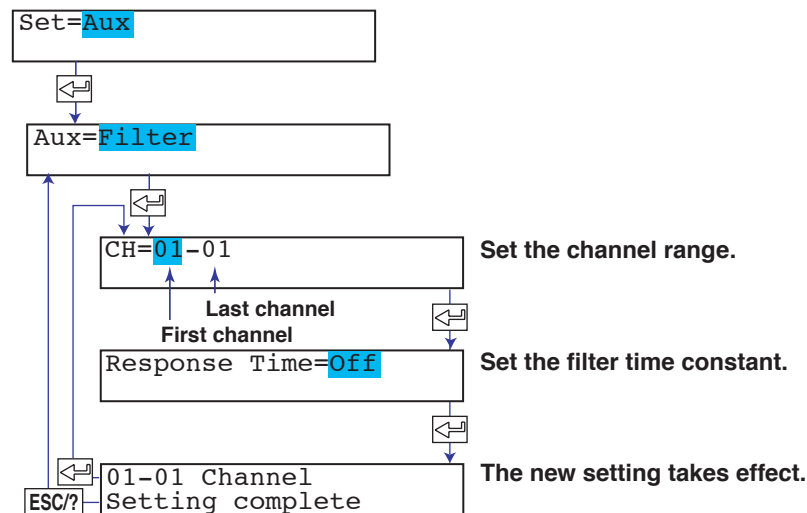 Set=Aux
Aux=Filter
CH=01-01
Set the channel range.
Last channel
First channel
Response Time=Off
Set the filter time constant.
01-01 Channel
Setting complete
The new setting takes effect.
ESC/?